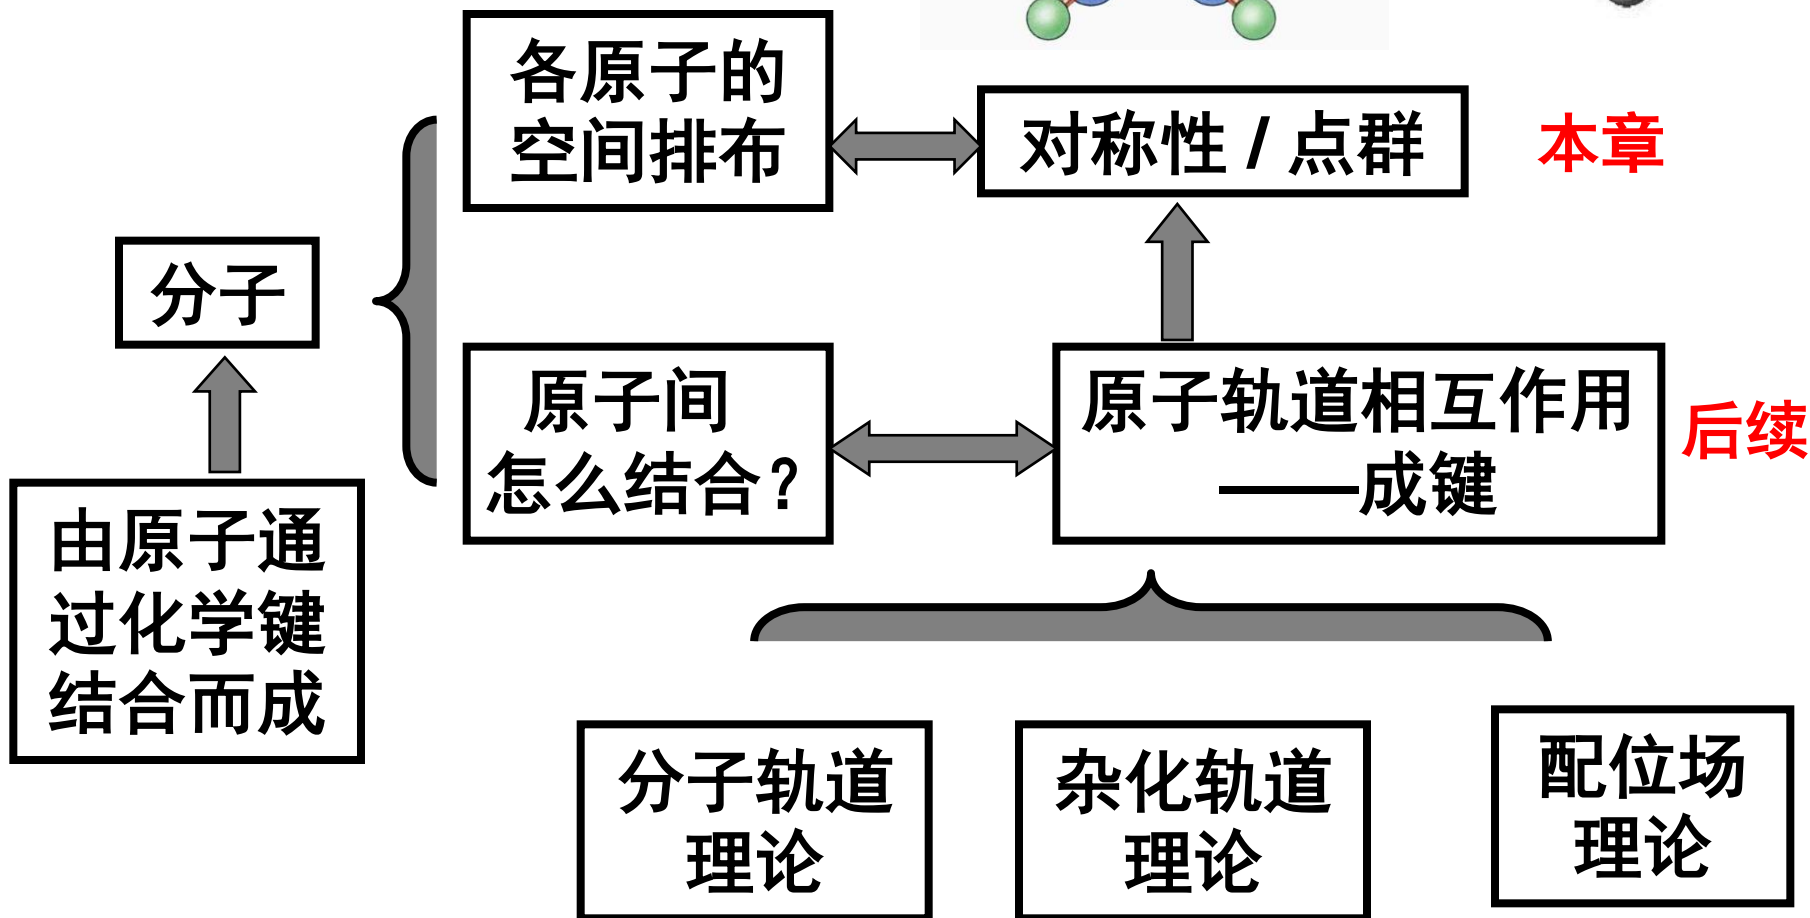 各原子的
空间排布
对称性 / 点群
本章
分子
原子间
怎么结合?
原子轨道相互作用
——成键
后续
由原子通
过化学键
结合而成
分子轨道
理论
杂化轨道
理论
配位场
理论